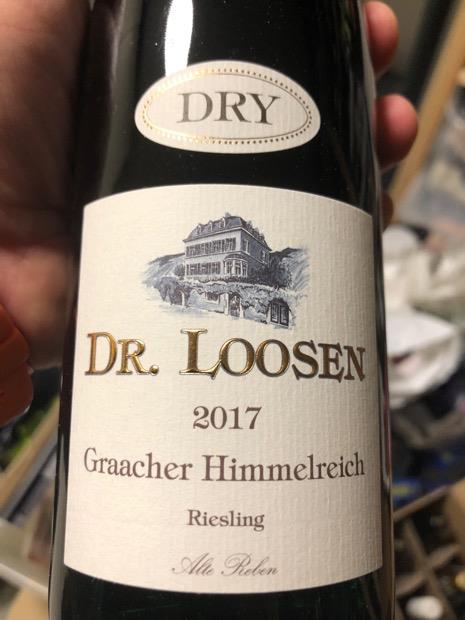 DRY
DR. LOOSEN
2017
Graacher Himmelreich
Riesling
Alte Reben